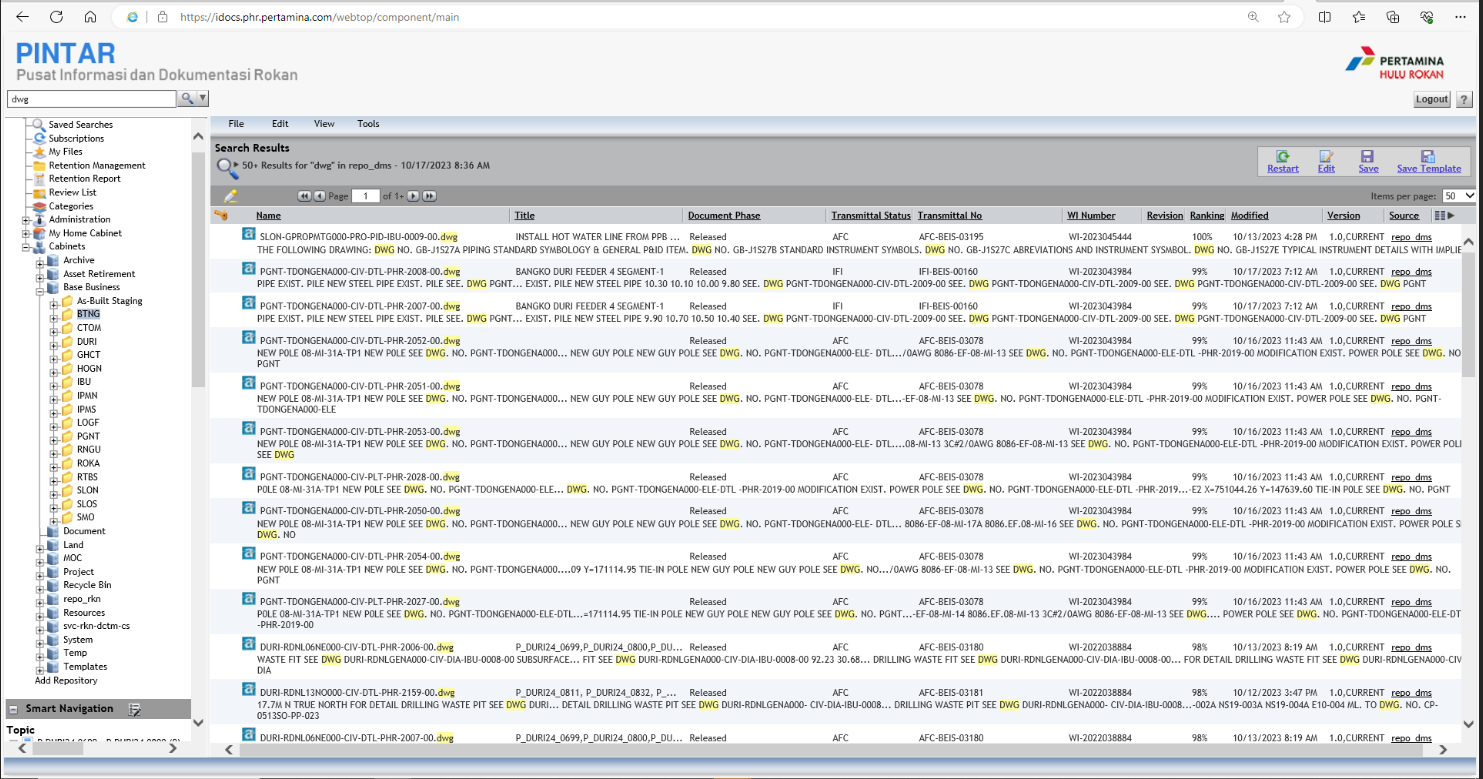 https://idocs.phr.pertamina.com/webtop/component/main
PINTAR
Pusat Informasi dan Dokumentasi Rokan
PERTAMINA
HULU ROKAN
dwg
Logout
?
Saved Searches
Subscriptions
My Files
Retention Management
Retention Report
Review List
Categories
Administration
My Home Cabinet
Cabinets
Archive
Asset Retirement
Base Business
As-Built Staging
BTNG
CTOM
DURI
GHCT
HOGN
IBU
IPMN
IPMS
LOGF
PGNT
RNGU
ROKA
RTBS
SLON
SLOS
SMO
Document
Land
MOC
Project
Recycle Bin
repo_rkn
Resources
svc-rkn-dctm-cs
System
Temp
Templates
Add Repository
Smart Navigation
Topic
File Edit View Tools
Search Results
50+ Results for "dwg" in repo_dms - 10/17/2023 8:36 AM
Restart Edit Save Save Template
Page 1 of 1+
Items per page: 50
Name Title Document Phase Transmittal Status Transmittal No WI Number Revision Ranking Modified Version Source
SLON-GPROPMTG000-PRO-PID-IBU-0009-00.dwg INSTALL HOT WATER LINE FROM PPB ... Released AFC AFC-BEIS-03195 WI-2023045444 100% 10/13/2023 4:28 PM 1.0,CURRENT repo_dms
THE FOLLOWING DRAWING: DWG NO. GB-J1S27A PIPING STANDARD SYMBOLOGY & GENERAL P&ID ITEM. DWG NO. GB-J1S27B STANDARD INSTRUMENT SYMBOLS. DWG NO. GB-J1S27C ABREVIATIONS AND INSTRUMENT SYMBOL. DWG NO. GB-J1S27E TYPICAL INSTRUMENT DETAILS WITH IMPLIE
PGNT-TDONGENA000-CIV-DTL-PHR-2008-00.dwg BANGKO DURI FEEDER 4 SEGMENT-1 Released IFI IFI-BEIS-00160 WI-2023043984 99% 10/17/2023 7:12 AM 1.0,CURRENT repo_dms
PIPE EXIST. PILE NEW STEEL PIPE EXIST. PILE SEE. DWG PGNT... EXIST. PILE NEW STEEL PIPE 10.30 10.10 10.00 9.80 SEE. DWG PGNT-TDONGENA000-CIV-DTL-2009-00 SEE. DWG PGNT-TDONGENA000-CIV-DTL-2009-00 SEE. DWG PGNT
PGNT-TDONGENA000-CIV-DTL-PHR-2007-00.dwg BANGKO DURI FEEDER 4 SEGMENT-1 Released IFI IFI-BEIS-00160 WI-2023043984 99% 10/17/2023 7:12 AM 1.0,CURRENT repo_dms
PIPE EXIST. PILE NEW STEEL PIPE EXIST. PILE SEE. DWG PGNT... EXIST. PILE NEW STEEL PIPE 9.90 10.70 10.50 10.40 SEE. DWG PGNT-TDONGENA000-CIV-DTL-2009-00 SEE. DWG PGNT-TDONGENA000-CIV-DTL-2009-00 SEE. DWG PGNT
PGNT-TDONGENA000-CIV-DTL-PHR-2052-00.dwg Released AFC AFC-BEIS-03078 WI-2023043984 99% 10/16/2023 11:43 AM 1.0,CURRENT repo_dms
NEW POLE 08-MI-31A-TP1 NEW POLE SEE DWG. NO. PGNT-TDONGENA000... NEW GUY POLE NEW GUY POLE SEE DWG. NO. PGNT-TDONGENA000-ELE- DTL.../0AWG 8086-EF-08-MI-13 SEE DWG. NO. PGNT-TDONGENA000-ELE-DTL -PHR-2019-00 MODIFICATION EXIST. POWER POLE SEE DWG. NO.
PGNT
PGNT-TDONGENA000-CIV-DTL-PHR-2051-00.dwg Released AFC AFC-BEIS-03078 WI-2023043984 99% 10/16/2023 11:43 AM 1.0,CURRENT repo_dms
NEW POLE 08-MI-31A-TP1 NEW POLE SEE DWG. NO. PGNT-TDONGENA000... NEW GUY POLE NEW GUY POLE SEE DWG. NO. PGNT-TDONGENA000-ELE- DTL...-EF-08-MI-13 SEE DWG. NO. PGNT-TDONGENA000-ELE-DTL -PHR-2019-00 MODIFICATION EXIST. POWER POLE SEE DWG. NO. PGNT-
TDONGENA000-ELE
PGNT-TDONGENA000-CIV-DTL-PHR-2053-00.dwg Released AFC AFC-BEIS-03078 WI-2023043984 99% 10/16/2023 11:43 AM 1.0,CURRENT repo_dms
NEW POLE 08-MI-31A-TP1 NEW POLE SEE DWG. NO. PGNT-TDONGENA000... NEW GUY POLE NEW GUY POLE SEE DWG. NO. PGNT-TDONGENA000-ELE- DTL....08-MI-13 3C#2/0AWG 8086-EF-08-MI-13 SEE DWG. NO. PGNT-TDONGENA000-ELE-DTL -PHR-2019-00 MODIFICATION EXIST. POWER POL
SEE DWG
PGNT-TDONGENA000-CIV-PLT-PHR-2028-00.dwg Released AFC AFC-BEIS-03078 WI-2023043984 99% 10/16/2023 11:43 AM 1.0,CURRENT repo_dms
POLE 08-MI-31A-TP1 NEW POLE SEE DWG. NO. PGNT-TDONGENA000-ELE... DWG. NO. PGNT-TDONGENA000-ELE-DTL -PHR-2019-00 MODIFICATION EXIST. POWER POLE SEE DWG. NO. PGNT-TDONGENA000-ELE-DTL -PHR-2019...-E2 X=751044.26 Y=147639.60 TIE-IN POLE SEE DWG. NO. PGNT
PGNT-TDONGENA000-CIV-DTL-PHR-2050-00.dwg Released AFC AFC-BEIS-03078 WI-2023043984 99% 10/16/2023 11:43 AM 1.0,CURRENT repo_dms
NEW POLE 08-MI-31A-TP1 NEW POLE SEE DWG. NO. PGNT-TDONGENA000... NEW GUY POLE NEW GUY POLE SEE DWG. NO. PGNT-TDONGENA000-ELE- DTL... 8086-EF-08-MI-17A 8086.EF.08-MI-16 SEE DWG. NO. PGNT-TDONGENA000-ELE-DTL -PHR-2019-00 MODIFICATION EXIST. POWER POLE S
DWG. NO
PGNT-TDONGENA000-CIV-DTL-PHR-2054-00.dwg Released AFC AFC-BEIS-03078 WI-2023043984 99% 10/16/2023 11:43 AM 1.0,CURRENT repo_dms
NEW POLE 08-MI-31A-TP1 NEW POLE SEE DWG. NO. PGNT-TDONGENA000....09 Y=171114.95 TIE-IN POLE NEW GUY POLE NEW GUY POLE SEE DWG. NO.../0AWG 8086-EF-08-MI-13 SEE DWG. NO. PGNT-TDONGENA000-ELE-DTL -PHR-2019-00 MODIFICATION EXIST. POWER POLE SEE DWG. NO.
PGNT
PGNT-TDONGENA000-CIV-PLT-PHR-2027-00.dwg Released AFC AFC-BEIS-03078 WI-2023043984 99% 10/16/2023 11:43 AM 1.0,CURRENT repo_dms
POLE 08-MI-31A-TP1 NEW POLE SEE DWG. NO. PGNT-TDONGENA000-ELE-DTL...=171114.95 TIE-IN POLE NEW GUY POLE NEW GUY POLE SEE DWG. NO. PGNT...-EF-08-MI-14 8086.EF.08-MI-13 3C#2/0AWG 8086-EF-08-MI-13 SEE DWG.... POWER POLE SEE DWG. NO. PGNT-TDONGENA000-ELE-DT
-PHR-2019-00
DURI-RDNL06NE000-CIV-DTL-PHR-2006-00.dwg P_DURI24_0699,P_DURI24_0800,P_DU... Released AFC AFC-BEIS-03180 WI-2022038884 98% 10/13/2023 8:19 AM 1.0,CURRENT repo_dms
WASTE FIT SEE DWG DURI-RDNLGENA000-CIV-DIA-IBU-0008-00 SUBSURFACE... FIT SEE DWG DURI-RDNLGENA000-CIV-DIA-IBU-0008-00 92.23 30.68... DRILLING WASTE FIT SEE DWG DURI-RDNLGENA000-CIV-DIA-IBU-0008-00... FOR DETAIL DRILLING WASTE FIT SEE DWG DURI-RDNLGENA000-CIV
DIA
DURI-RDNL13NO000-CIV-DTL-PHR-2159-00.dwg P_DURI24_0811, P_DURI24_0832, P_... Released AFC AFC-BEIS-03181 WI-2022038884 98% 10/12/2023 3:47 PM 1.0,CURRENT repo_dms
17.7M N TRUE NORTH FOR DETAIL DRILLING WASTE PIT SEE DWG DURI... DETAIL DRILLING WASTE PIT SEE DWG DURI-RDNLGENA000- CIV-DIA-IBU-0008... DRILLING WASTE PIT SEE DWG DURI-RDNLGENA000- CIV-DIA-IBU-0008...-002A NS19-003A NS19-004A E10-004 ML. TO DWG. NO. CP-
0513SO-PP-023
DURI-RDNL06NE000-CIV-DTL-PHR-2007-00.dwg P_DURI24_0699,P_DURI24_0800,P_DU... Released AFC AFC-BEIS-03180 WI-2022038884 98% 10/13/2023 8:19 AM 1.0,CURRENT repo_dms